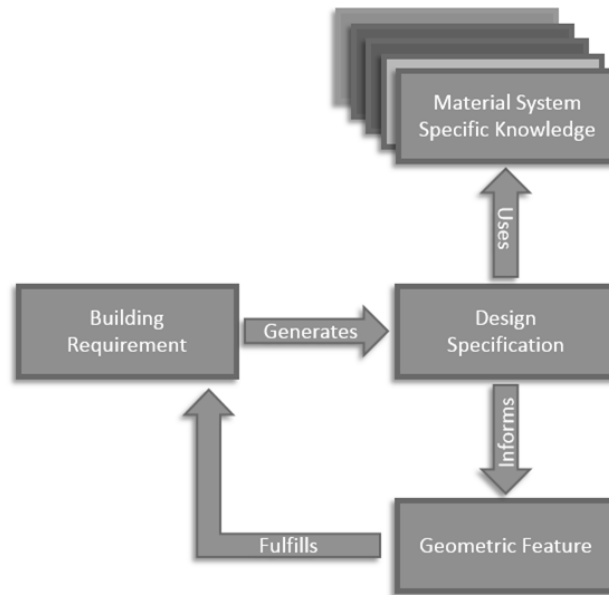 Material System
Specific Knowledge
Uses
Building
Requirement
Generates
Design
Specification
Informs
Fulfills
Geometric Feature